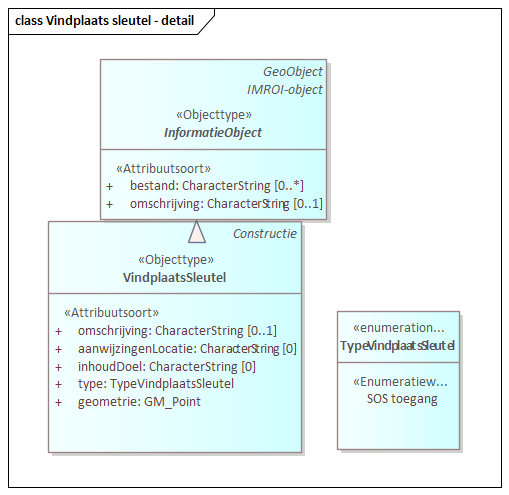 class Vindplaats sleutel - detail
GeoObject
IMROI-object
«Objecttype»
InformatieObject
«Attribuutsoort»
+ bestand: CharacterString [0..*]
+ omschrijving: CharacterString [0..1]
Constructie
«Objecttype»
VindplaatsSleutel
«Attribuutsoort»
+ omschrijving: CharacterString [0..1]
+ aanwijzingenLocatie: CharacterString [0]
+ inhoudDoel: CharacterString [0]
+ type: TypeVindplaatsSleutel
+ geometrie: GM_Point
«enumeration...
TypeVindplaatsSleutel
«Enumeratiew...
SOS toegang